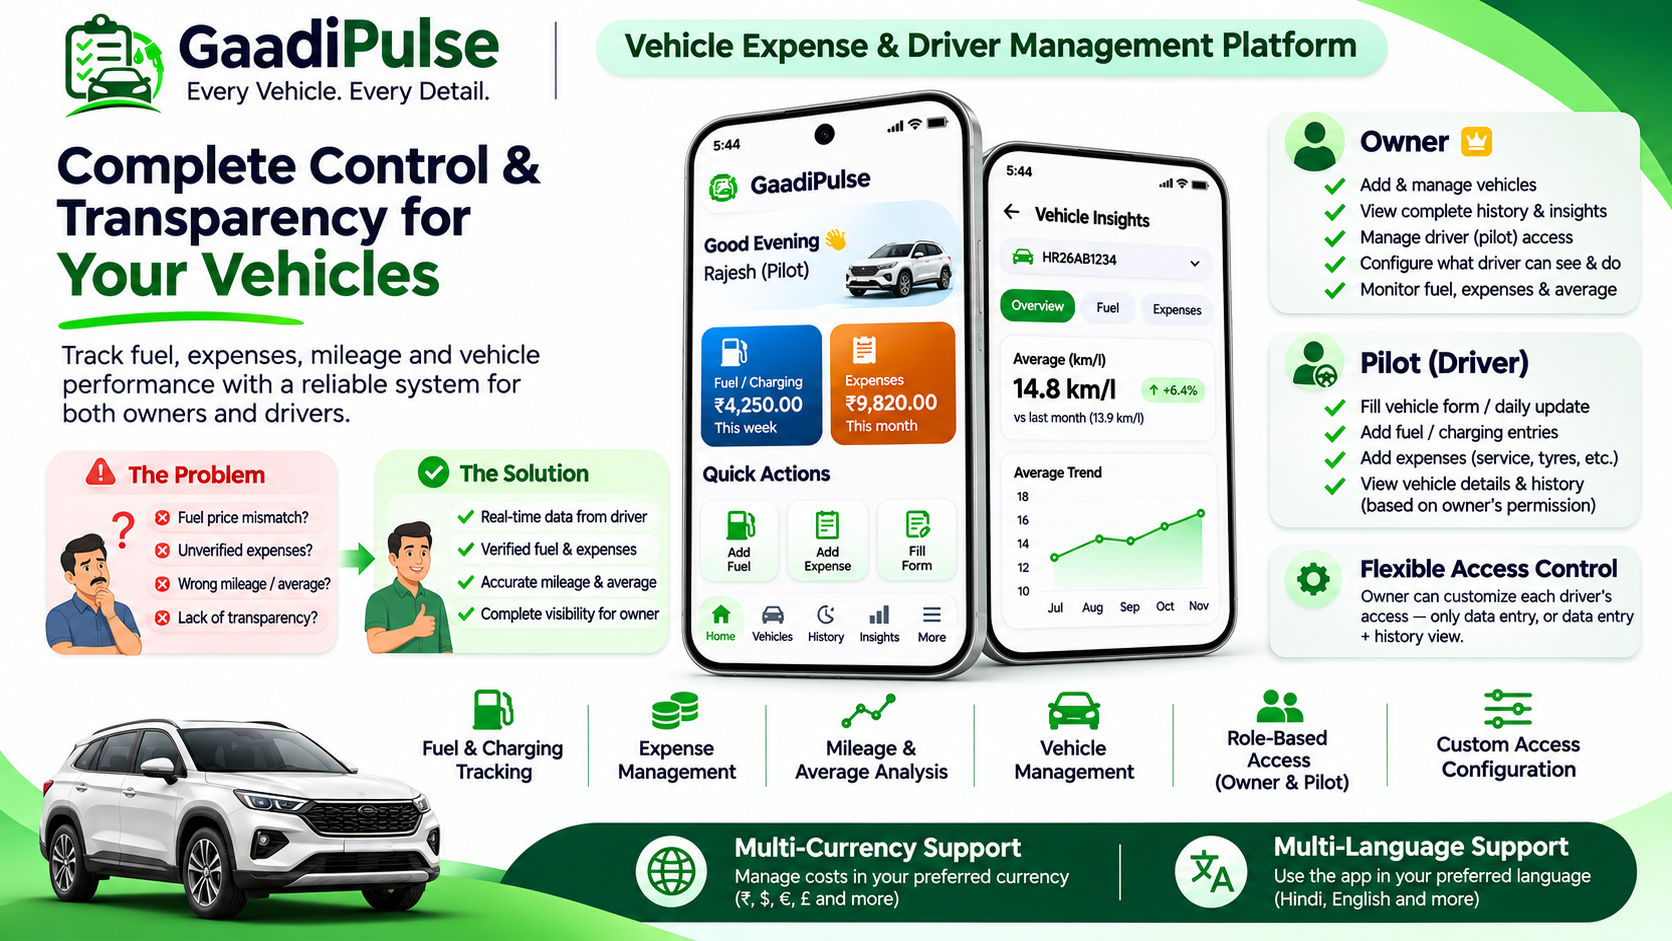 GaadiPulse
Every Vehicle. Every Detail.
Vehicle Expense & Driver Management Platform
Complete Control &
Transparency for
Your Vehicles
Track fuel, expenses, mileage and vehicle
performance with a reliable system for
both owners and drivers.
The Problem
?
Fuel price mismatch?
Unverified expenses?
Wrong mileage / average?
Lack of transparency?
The Solution
Real-time data from driver
Verified fuel & expenses
Accurate mileage & average
Complete visibility for owner
5:44
GaadiPulse
Good Evening 👋
Rajesh (Pilot)
Fuel / Charging
₹4,250.00
This week
Expenses
₹9,820.00
This month
Quick Actions
Add
Fuel
Add
Expense
Fill
Form
Home
Vehicles
History
Insights
More
5:44
Vehicle Insights
HR26AB1234
Overview
Fuel
Expenses
Average (km/l)
14.8 km/l
↑ +6.4%
vs last month (13.9 km/l)
Average Trend
18
16
14
12
10
Jul Aug Sep Oct Nov
Owner
Add & manage vehicles
View complete history & insights
Manage driver (pilot) access
Configure what driver can see & do
Monitor fuel, expenses & average
Pilot (Driver)
Fill vehicle form / daily update
Add fuel / charging entries
Add expenses (service, tyres, etc.)
View vehicle details & history
(based on owner's permission)
Flexible Access Control
Owner can customize each driver's
access — only data entry, or data entry
+ history view.
Fuel & Charging
Tracking
Expense
Management
Mileage &
Average Analysis
Vehicle
Management
Role-Based
Access
(Owner & Pilot)
Custom Access
Configuration
Multi-Currency Support
Manage costs in your preferred currency
(₹, $, €, £ and more)
Multi-Language Support
Use the app in your preferred language
(Hindi, English and more)